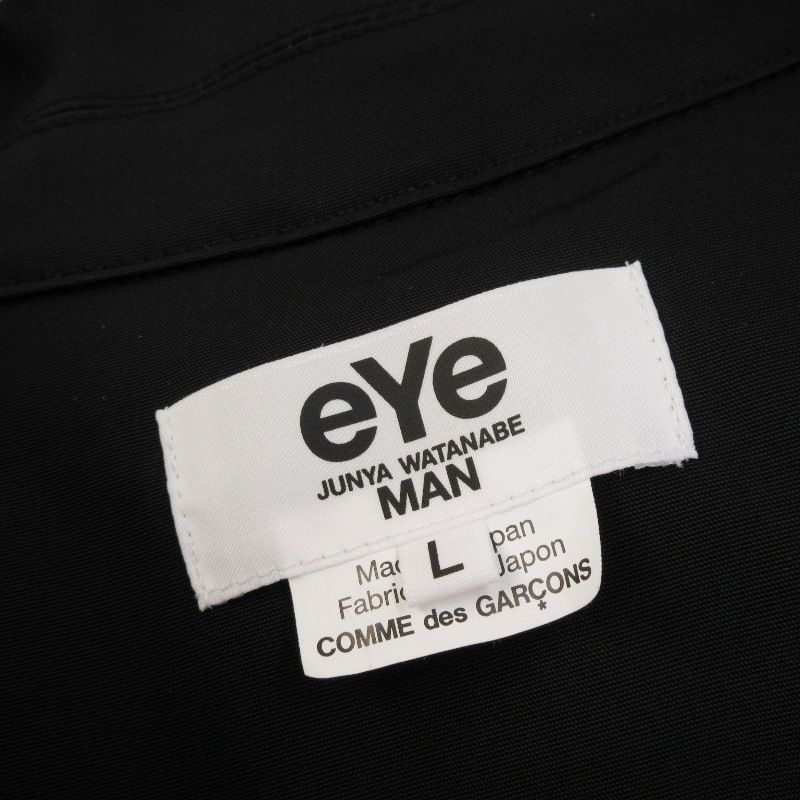 eYe
JUNYA WATANABE
MAN
L
Mac pan
Fabric Japon
COMME des GARÇONS
*